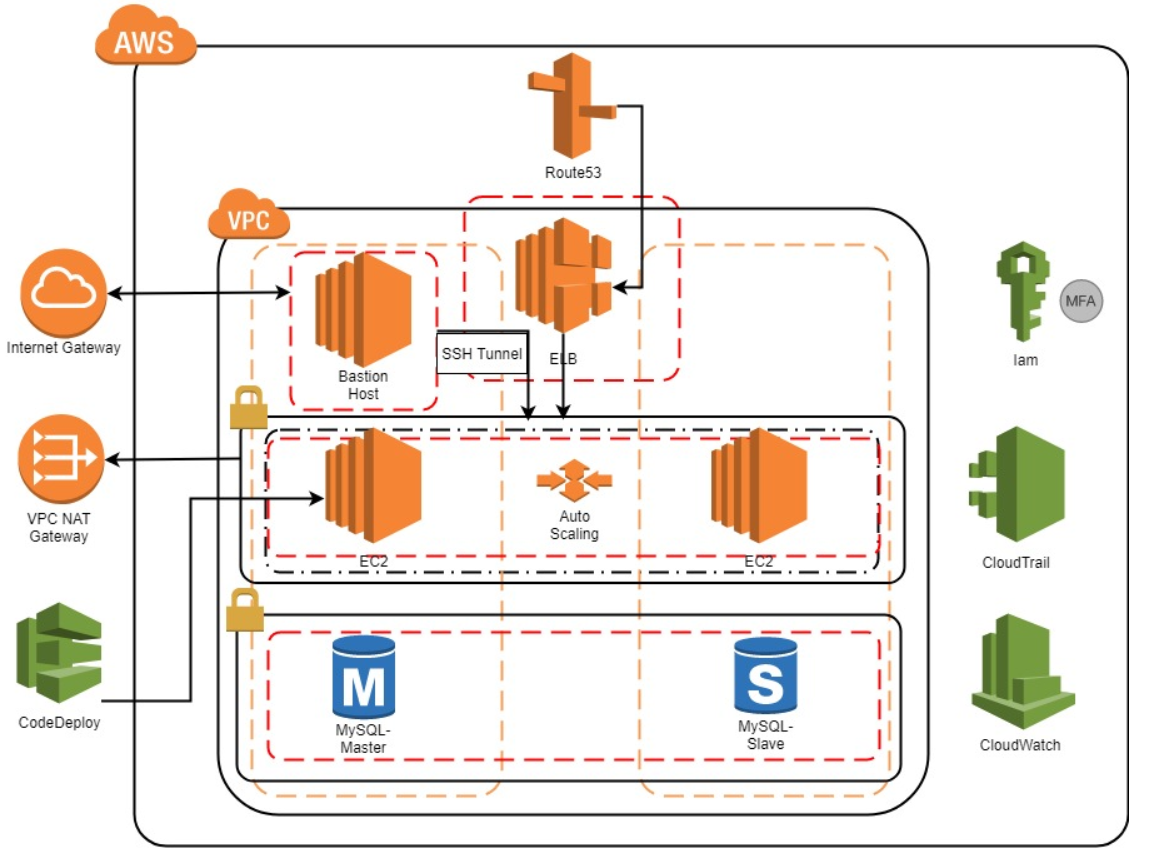 AWS
Route53
VPC
Internet Gateway
Bastion
Host
SSH Tunnel
ELB
MFA
Iam
VPC NAT
Gateway
EC2
Auto
Scaling
EC2
CloudTrail
CodeDeploy
M
MySQL-
Master
S
MySQL-
Slave
CloudWatch